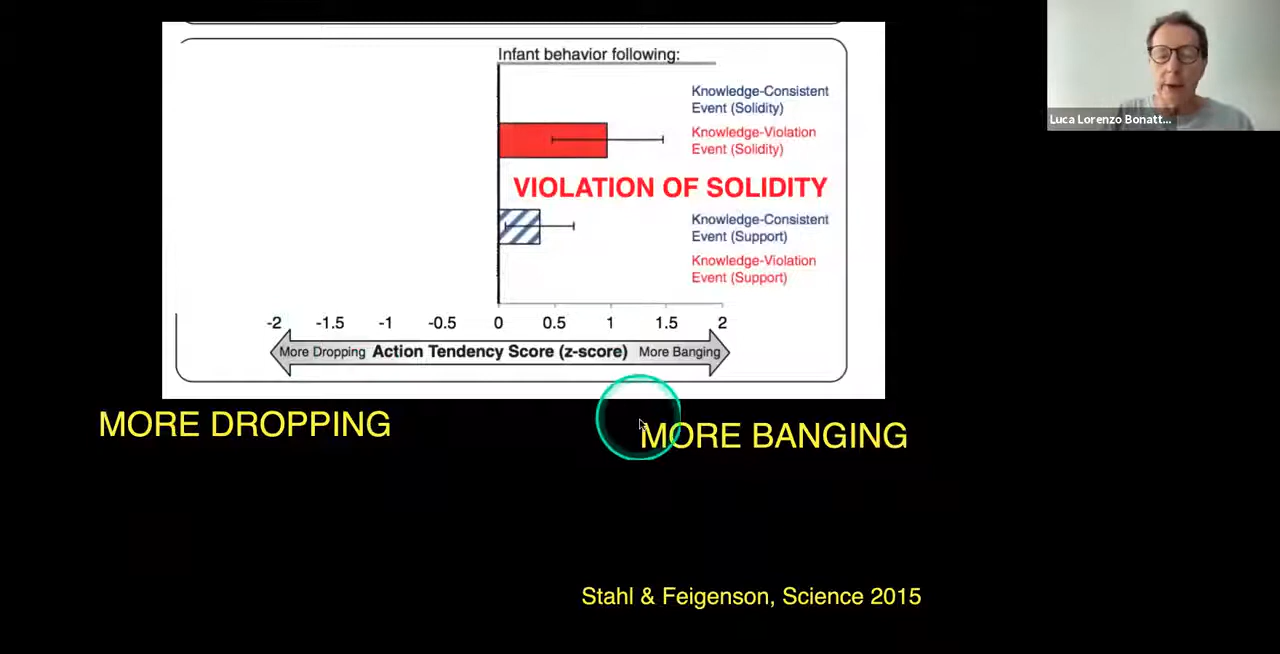 Infant behavior following:
Knowledge-Consistent
Event (Solidity)
Knowledge-Violation
Event (Solidity)
VIOLATION OF SOLIDITY
Knowledge-Consistent
Event (Support)
Knowledge-Violation
Event (Support)
-2 -1.5 -1 -0.5 0 0.5 1 1.5 2
More Dropping Action Tendency Score (z-score) More Banging
MORE DROPPING
MORE BANGING
Stahl & Feigenson, Science 2015
Luca Lorenzo Bonatt...